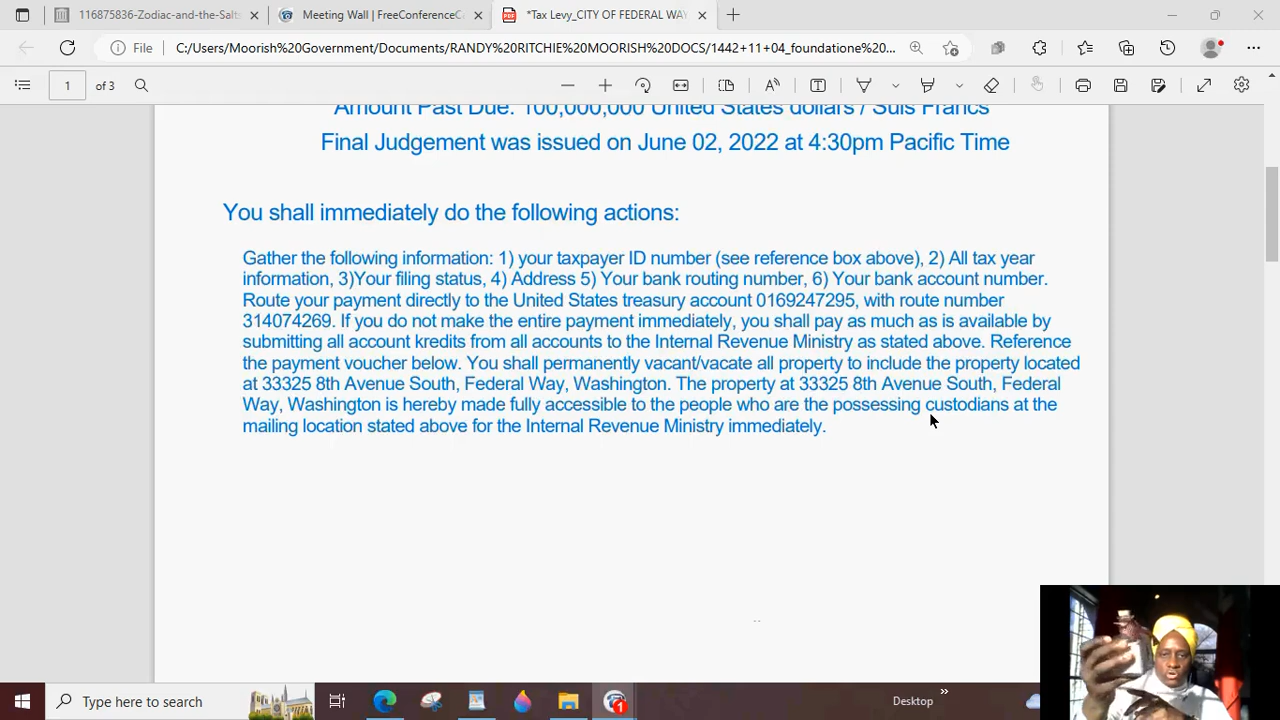 116875836-Zodiac-and-the-Salts
Meeting Wall | FreeConferenceC
*Tax Levy_CITY OF FEDERAL WAY
File
C:/Users/Moorish%20Government/Documents/RANDY%20RITCHIE%20MOORISH%20DOCS/1442+11+04_foundatione%20...
1 of 3
Amount Past Due: 100,000,000 United States dollars / Suis Francs
Final Judgement was issued on June 02, 2022 at 4:30pm Pacific Time
You shall immediately do the following actions:
Gather the following information: 1) your taxpayer ID number (see reference box above), 2) All tax year
information, 3)Your filing status, 4) Address 5) Your bank routing number, 6) Your bank account number.
Route your payment directly to the United States treasury account 0169247295, with route number
314074269. If you do not make the entire payment immediately, you shall pay as much as is available by
submitting all account kredits from all accounts to the Internal Revenue Ministry as stated above. Reference
the payment voucher below. You shall permanently vacant/vacate all property to include the property located
at 33325 8th Avenue South, Federal Way, Washington. The property at 33325 8th Avenue South, Federal
Way, Washington is hereby made fully accessible to the people who are the possessing custodians at the
mailing location stated above for the Internal Revenue Ministry immediately.
Type here to search
1
Desktop